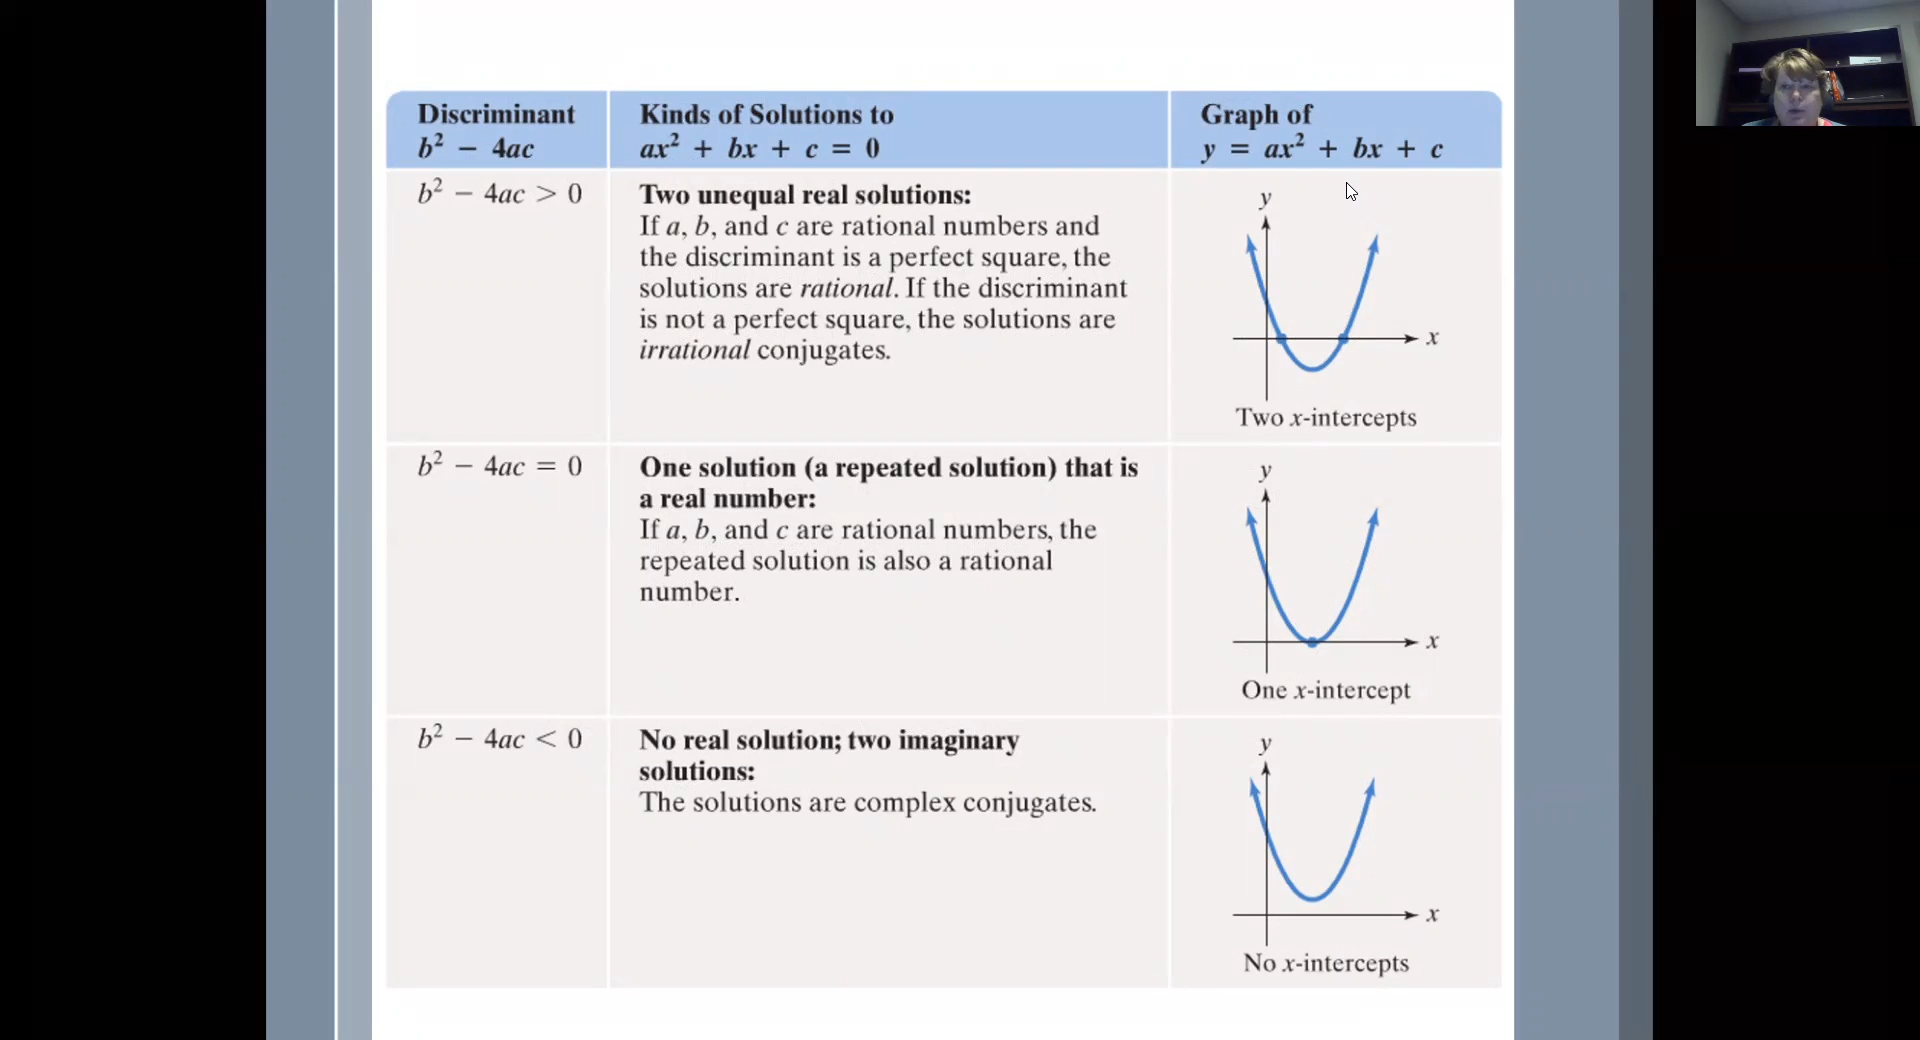 Discriminant
b² − 4ac
Kinds of Solutions to
ax² + bx + c = 0
Graph of
y = ax² + bx + c
b² − 4ac > 0
Two unequal real solutions:
If a, b, and c are rational numbers and
the discriminant is a perfect square, the
solutions are rational. If the discriminant
is not a perfect square, the solutions are
irrational conjugates.
y
x
Two x-intercepts
b² − 4ac = 0
One solution (a repeated solution) that is
a real number:
If a, b, and c are rational numbers, the
repeated solution is also a rational
number.
y
x
One x-intercept
b² − 4ac < 0
No real solution; two imaginary
solutions:
The solutions are complex conjugates.
y
x
No x-intercepts